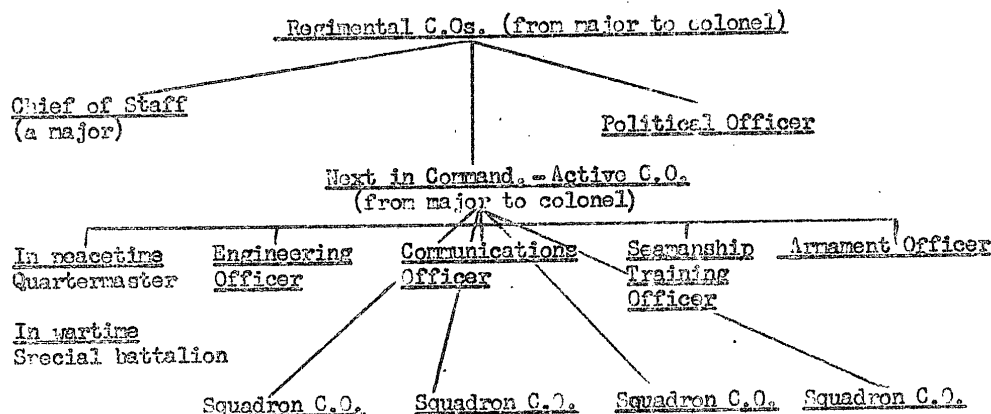 Regimental C.Os. (from major to colonel)
Chief of Staff
(a major)
Political Officer
Next in Command. - Active C.O.
(from major to colonel)
In peacetime
Quartermaster
Engineering
Officer
Communications
Officer
Seamanship
Training
Officer
Armament Officer
In wartime
Special battalion
Squadron C.O.
Squadron C.O.
Squadron C.O.
Squadron C.O.